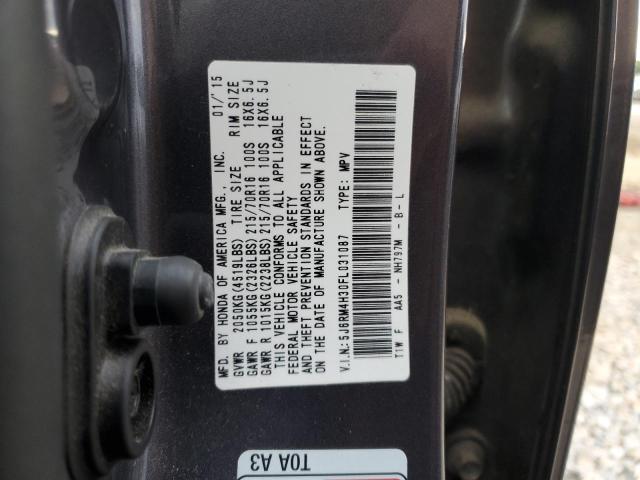 MFD. BY HONDA OF AMERICA MFG., INC. 01/'15
GVWR 2050KG(4519LBS) TIRE SIZE RIM SIZE
GAWR F 1055KG(2326LBS) 215/70R16 100S 16X6.5J
GAWR R 1015KG(2238LBS) 215/70R16 100S 16X6.5J
THIS VEHICLE CONFORMS TO ALL APPLICABLE
FEDERAL MOTOR VEHICLE SAFETY
AND THEFT PREVENTION STANDARDS IN EFFECT
ON DATE OF MANUFACTURE SHOWN ABOVE.
V.I.N.:5J6RM4H30FL031087 TYPE: MPV
T1W F AA5 - NH797M - B - L
T0A A3